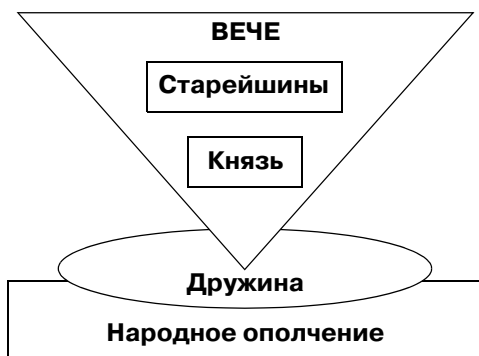 ВЕЧЕ
Старейшины
Князь
Дружина
Народное ополчение